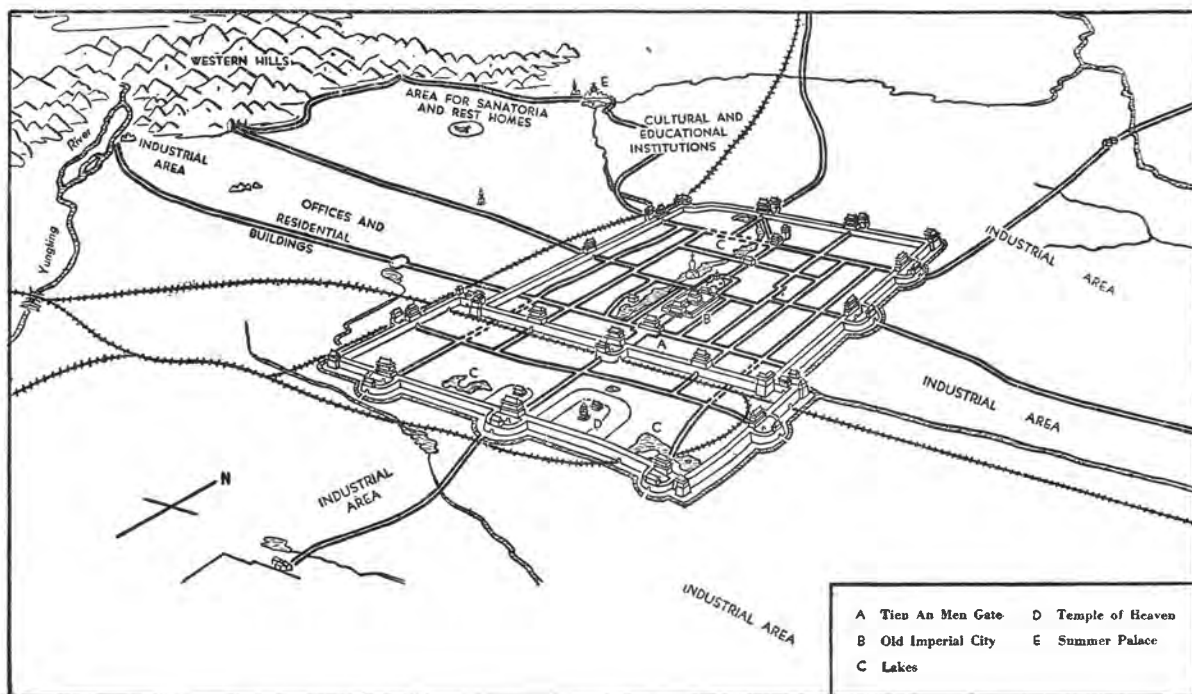 WESTERN HILLS
E
AREA FOR SANATORIA
AND REST HOMES
CULTURAL AND
EDUCATIONAL
INSTITUTIONS
River
INDUSTRIAL
AREA
OFFICES AND
RESIDENTIAL
BUILDINGS
Yungting
C
INDUSTRIAL AREA
B
A
C
D
C
INDUSTRIAL AREA
N
INDUSTRIAL
AREA
INDUSTRIAL AREA
A Tien An Men Gate
B Old Imperial City
C Lakes
D Temple of Heaven
E Summer Palace